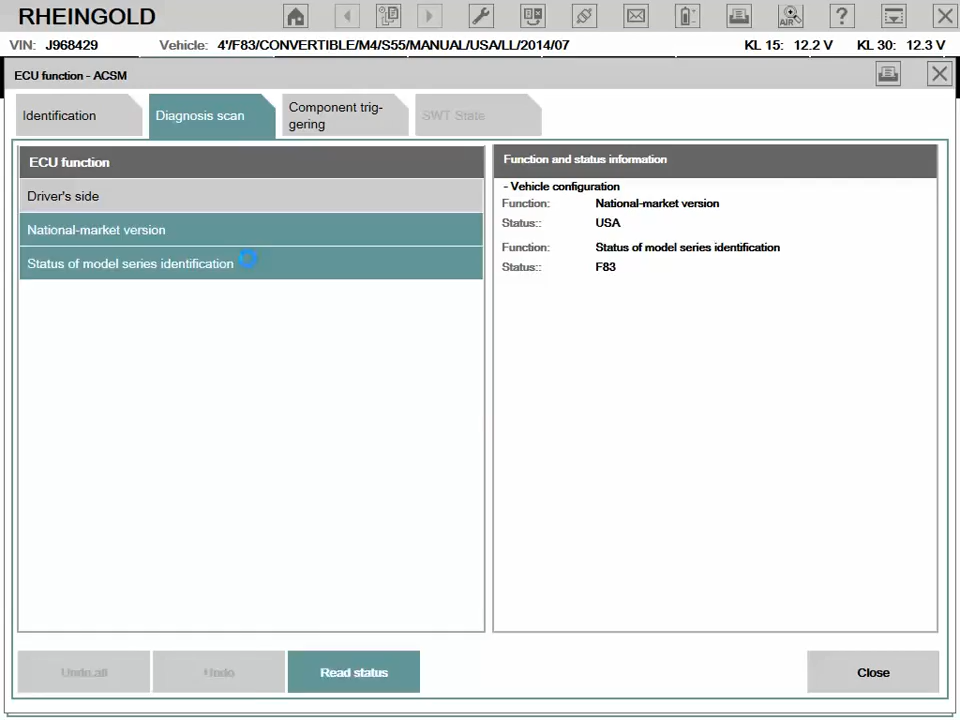 RHEINGOLD
AIR
?
VIN: J968429 Vehicle: 4'/F83/CONVERTIBLE/M4/S55/MANUAL/USA/LL/2014/07 KL 15: 12.2 V KL 30: 12.3 V
ECU function - ACSM
Identification
Diagnosis scan
Component trig-
gering
SWT State
ECU function
Driver's side
National-market version
Status of model series identification
Function and status information
- Vehicle configuration
Function: National-market version
Status:: USA
Function: Status of model series identification
Status:: F83
Undo all
Undo
Read status
Close